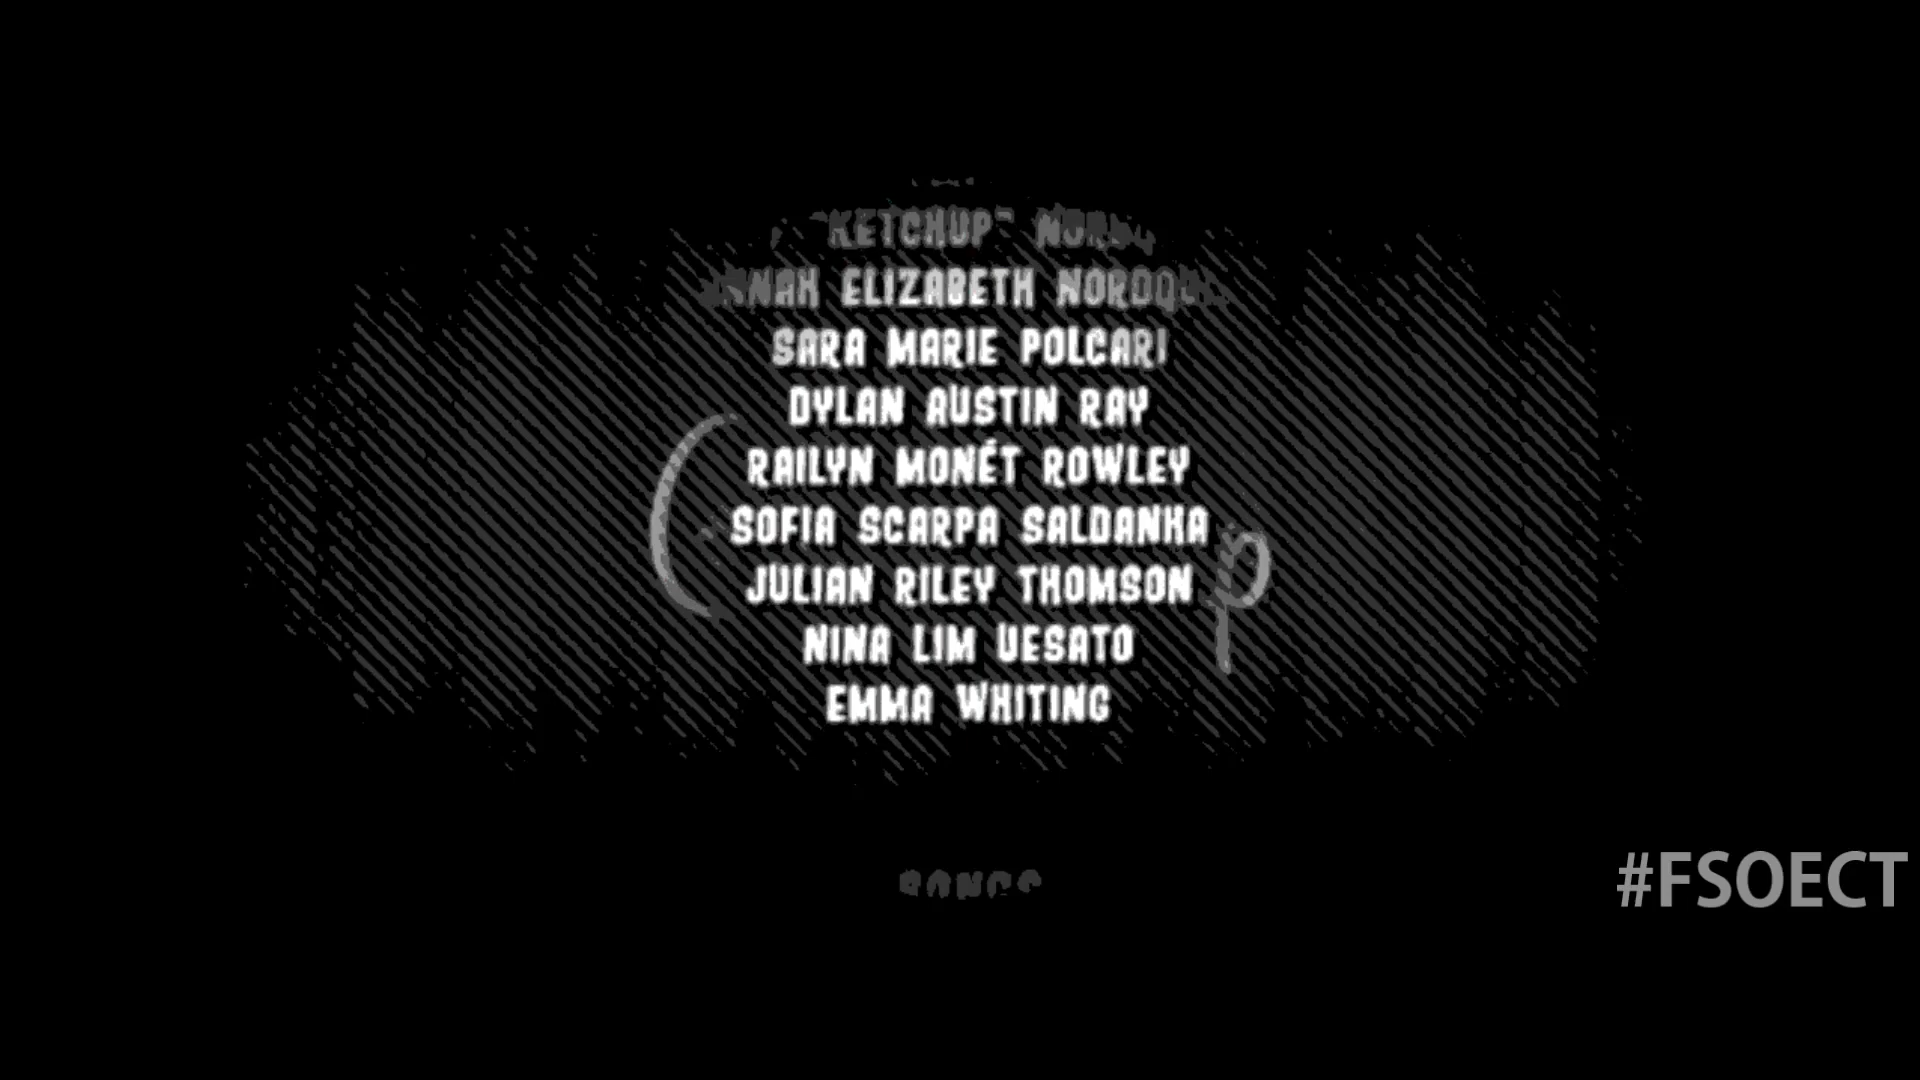 "KETCHUP"
ELIZABETH
SARA MARIE POLCARI
DYLAN AUSTIN RAY
RAILYN MONÉT ROWLEY
SOFIA SCARPA SALDANHA
JULIAN RILEY THOMSON
NINA LIM UESATO
EMMA WHITING
SONGS
#FSOECT